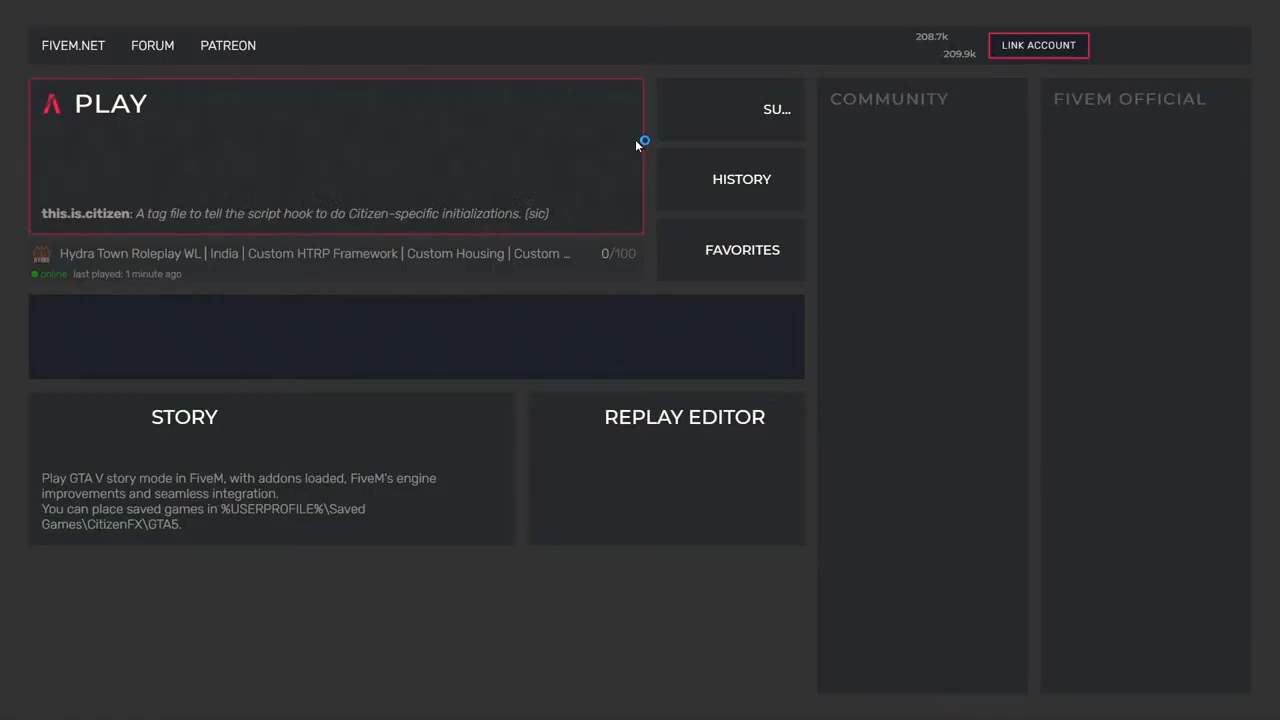 FIVEM.NET
FORUM
PATREON
208.7k
209.9k
LINK ACCOUNT
PLAY
this.is.citizen: A tag file to tell the script hook to do Citizen-specific initializations. (sic)
Hydra Town Roleplay WL | India | Custom HTRP Framework | Custom Housing | Custom ...
0/100
online last played: 1 minute ago
SU...
HISTORY
FAVORITES
STORY
Play GTA V story mode in FiveM, with addons loaded, FiveM's engine
improvements and seamless integration.
You can place saved games in %USERPROFILE%\Saved
Games\CitizenFX\GTA5.
REPLAY EDITOR
COMMUNITY
FIVEM OFFICIAL